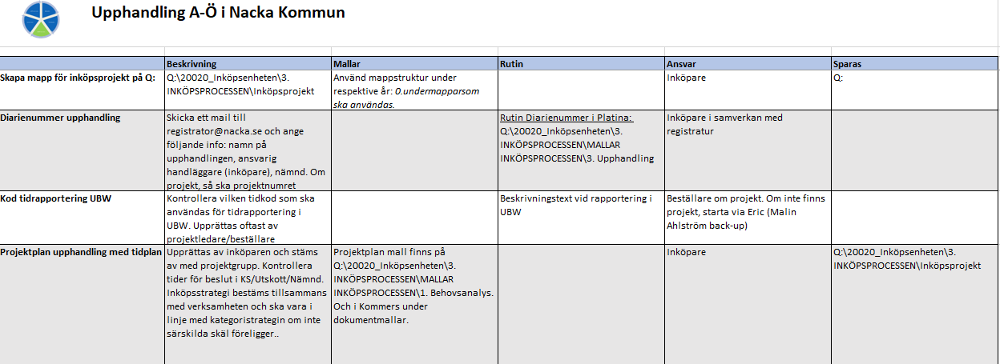 Upphandling A-Ö i Nacka Kommun
Beskrivning
Mallar
Rutin
Ansvar
Sparas
Skapa mapp för inköpsprojekt på Q:
Q:\20020_Inköpsenheten\3.
INKÖPSPROCESSEN\Inköpsprojekt
Använd mappstruktur under
respektive år: 0.undermapparsom
ska användas.
Inköpare
Q:
Diarienummer upphandling
Skicka ett mail till
registrator@nacka.se och ange
följande info: namn på
upphandlingen, ansvarig
handläggare (inköpare), nämnd. Om
projekt, så ska projektnumret
Rutin Diarienummer i Platina:
Q:\20020_Inköpsenheten\3.
INKÖPSPROCESSEN\MALLAR
INKÖPSPROCESSEN\3. Upphandling
Inköpare i samverkan med
registratur
Kod tidrapportering UBW
Kontrollera vilken tidkod som ska
användas för tidrapportering i
UBW. Upprättas oftast av
projektledare/beställare
Beskrivningstext vid rapportering i
UBW
Beställare om projekt. Om inte finns
projekt, starta via Eric (Malin
Ahlström back-up)
Projektplan upphandling med tidplan
Upprättas av inköparen och stäms
av med projektgrupp. Kontrollera
tider för beslut i KS/Utskott/Nämnd.
Inköpsstrategi bestäms tillsammans
med verksamheten och ska vara i
linje med kategoristrategin om inte
särskilda skäl föreligger..
Projektplan mall finns på
Q:\20020_Inköpsenheten\3.
INKÖPSPROCESSEN\MALLAR
INKÖPSPROCESSEN\1. Behovsanalys.
Och i Kommers under
dokumentmallar.
Inköpare
Q:\20020_Inköpsenheten\3.
INKÖPSPROCESSEN\Inköpsprojekt